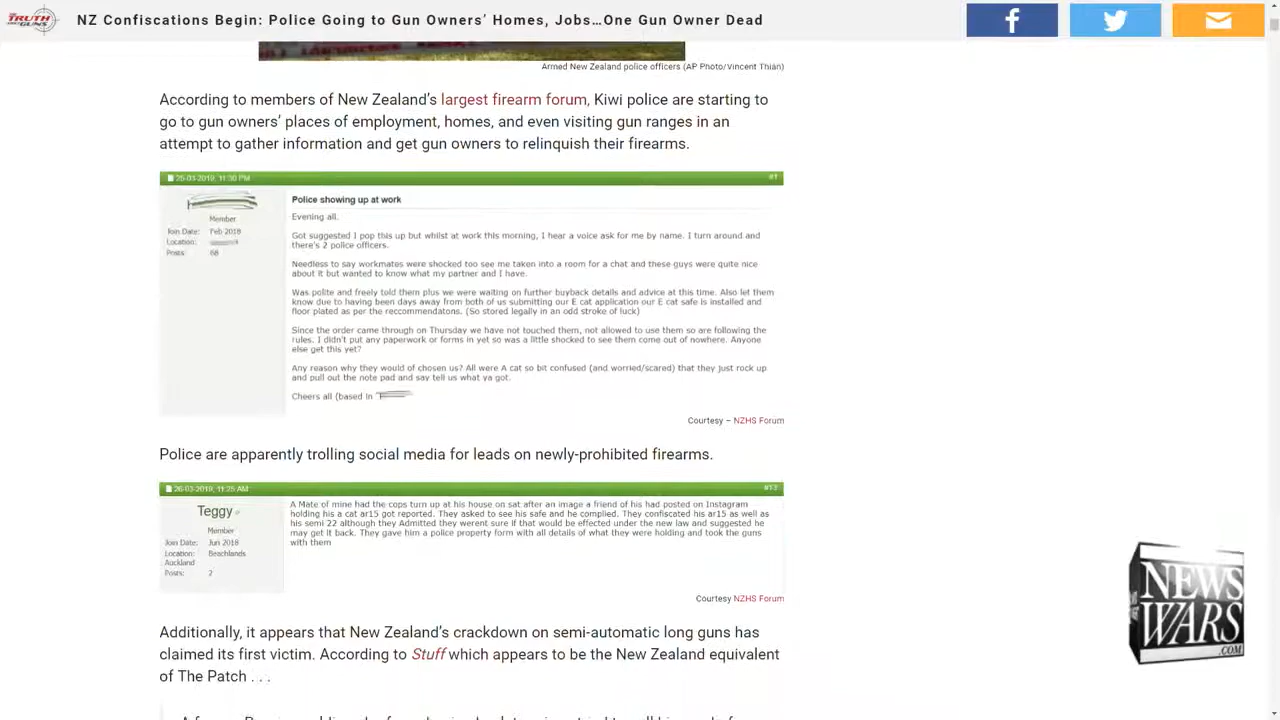 THE TRUTH ABOUT GUNS
NZ Confiscations Begin: Police Going to Gun Owners’ Homes, Jobs…One Gun Owner Dead
Armed New Zealand police officers (AP Photo/Vincent Thian)
According to members of New Zealand’s largest firearm forum, Kiwi police are starting to
go to gun owners’ places of employment, homes, and even visiting gun ranges in an
attempt to gather information and get gun owners to relinquish their firearms.
#1
Member
Join Date: Feb 2018
Location:
Posts: 68
Police showing up at work
Evening all.
Got suggested I pop this up but whilst at work this morning, I hear a voice ask for me by name. I turn around and
there's 2 police officers.
Needless to say workmates were shocked too see me taken into a room for a chat and these guys were quite nice
about it but wanted to know what my partner and I have.
Was polite and freely told them plus we were waiting on further buyback details and advice at this time. Also let them
know due to having been days away from both of us submitting our E cat application our E cat safe is installed and
floor plated as per the reccommendatons. (So stored legally in an odd stroke of luck)
Since the order came through on Thursday we have not touched them, not allowed to use them so are following the
rules. I didn't put any paperwork or forms in yet so was a little shocked to see them come out of nowhere. Anyone
else get this yet?
Any reason why they would of chosen us? All were A cat so bit confused (and worried/scared) that they just rock up
and pull out the note pad and say tell us what ya got.
Cheers all (based in
Courtesy – NZHS Forum
Police are apparently trolling social media for leads on newly-prohibited firearms.
26-03-2019, 11:25 AM
Teggy
Member
Join Date: Jun 2018
Location: Beachlands
Auckland
Posts: 2
A Mate of mine had the cops turn up at his house on sat after an image a friend of his had posted on Instagram
holding his a cat ar15 got reported. They asked to see his safe and he complied. They confiscated his ar15 as well as
his semi 22 although they Admitted they werent sure if that would be effected under the new law and suggested he
may get it back. They gave him a police property form with all details of what they were holding and took the guns
with them
Courtesy NZHS Forum
Additionally, it appears that New Zealand’s crackdown on semi-automatic long guns has
claimed its first victim. According to Stuff which appears to be the New Zealand equivalent
of The Patch . . .
NEWS
WARS
.COM